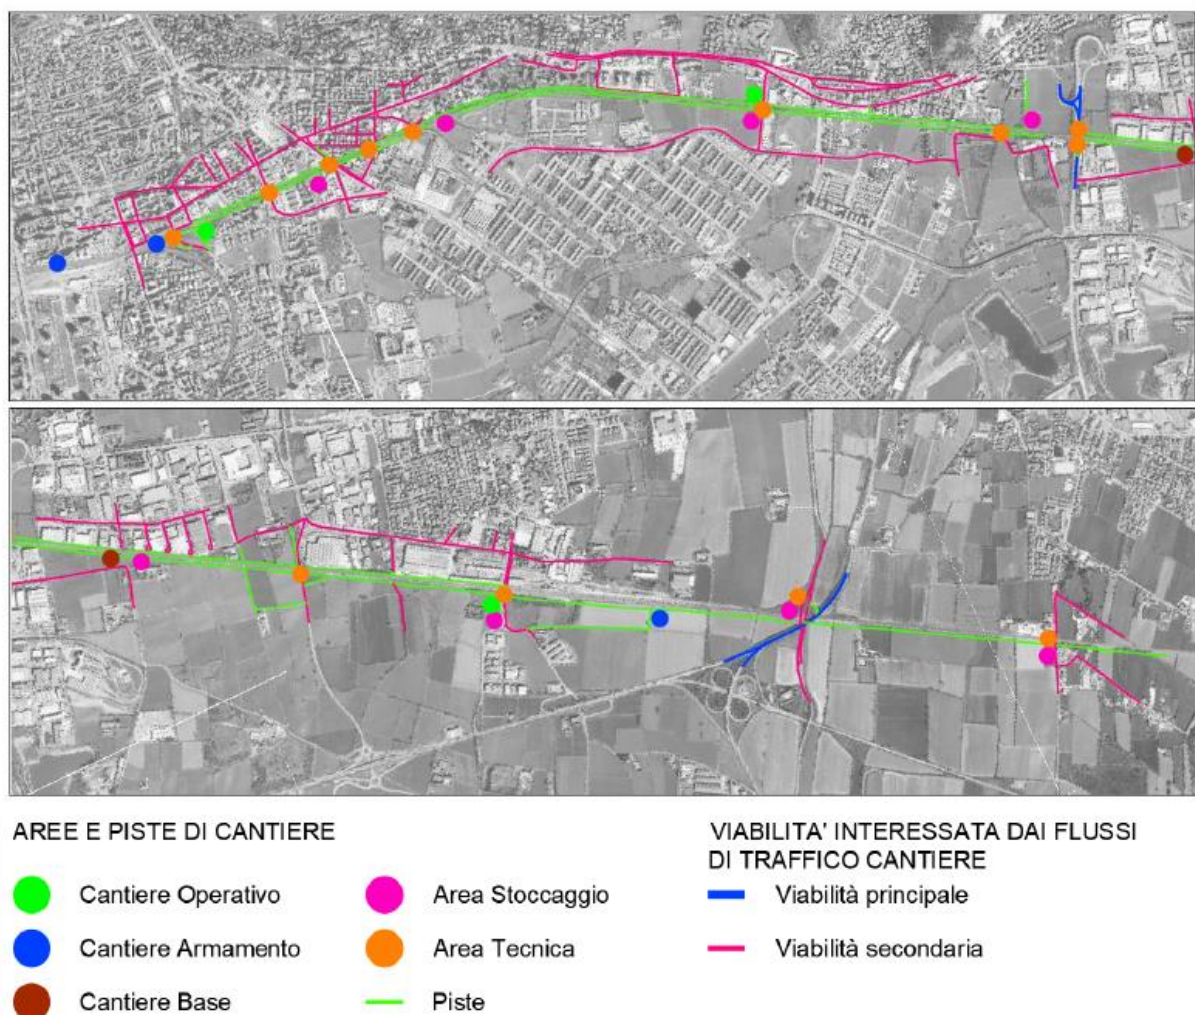 AREE E PISTE DI CANTIERE
Cantiere Operativo
Cantiere Armamento
Cantiere Base
Area Stoccaggio
Area Tecnica
Piste
VIABILITA' INTERESSATA DAI FLUSSI
DI TRAFFICO CANTIERE
Viabilità principale
Viabilità secondaria